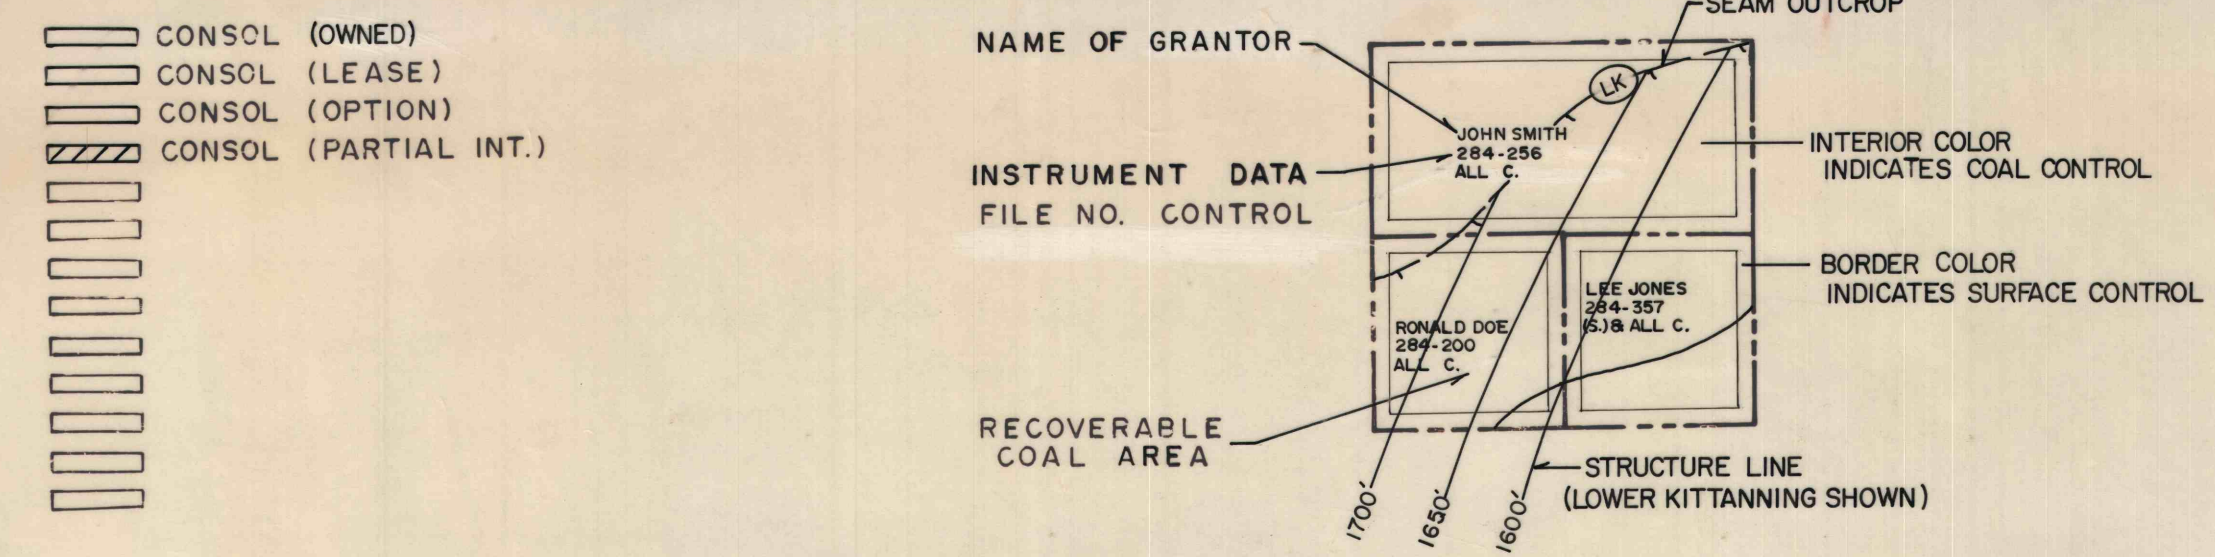 CONSOL (OWNED)
CONSOL (LEASE)
CONSOL (OPTION)
CONSOL (PARTIAL INT.)
SEAM OUTCROP
NAME OF GRANTOR
LK
JOHN SMITH
284-256
ALL C.
INSTRUMENT DATA
FILE NO. CONTROL
INTERIOR COLOR
INDICATES COAL CONTROL
BORDER COLOR
INDICATES SURFACE CONTROL
LEE JONES
284-357
(S.)& ALL C.
RONALD DOE
284-200
ALL C.
RECOVERABLE
COAL AREA
STRUCTURE LINE
(LOWER KITTANNING SHOWN)
1700'
1650'
1600'